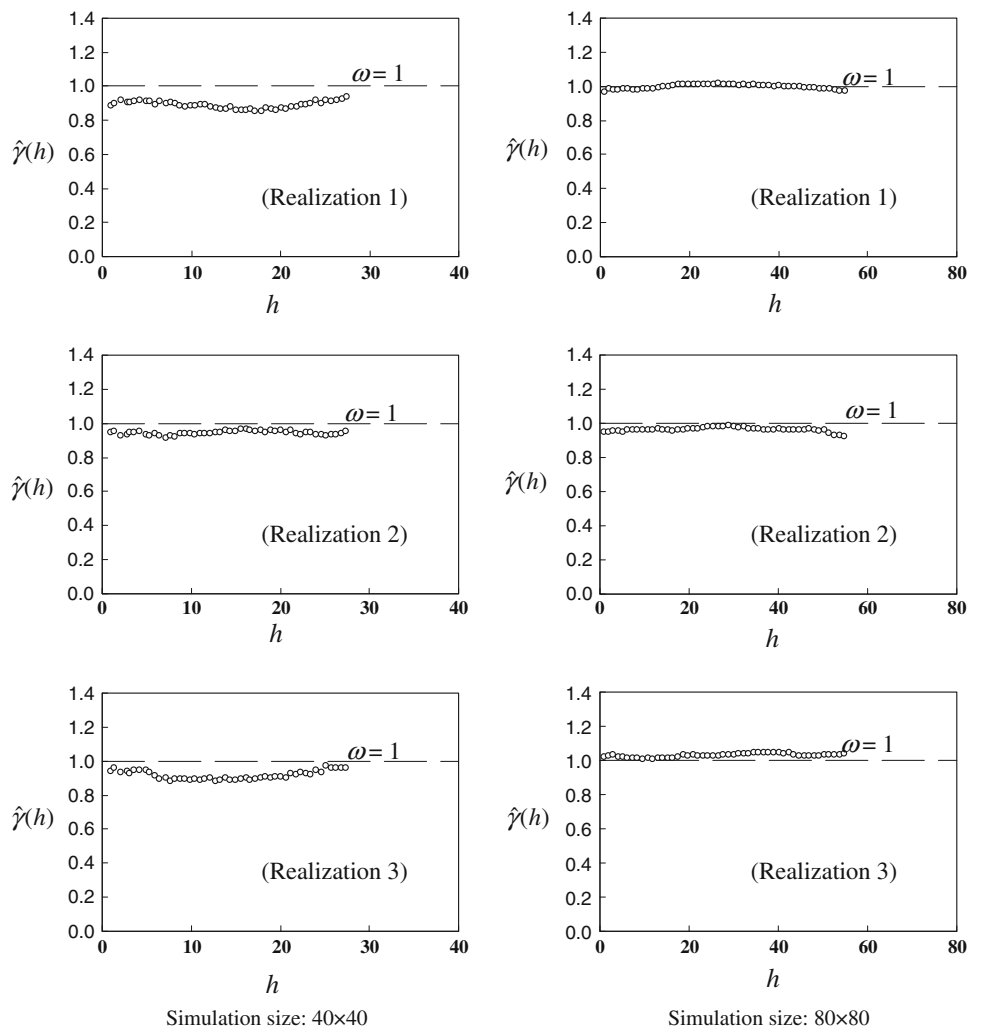 1.4
1.2
1.0
0.8
0.6
0.4
0.2
0.0
γ̂(h)
ω = 1
(Realization 1)
0 10 20 30 40
h
1.4
1.2
1.0
0.8
0.6
0.4
0.2
0.0
γ̂(h)
ω = 1
(Realization 1)
0 20 40 60 80
h
1.4
1.2
1.0
0.8
0.6
0.4
0.2
0.0
γ̂(h)
ω = 1
(Realization 2)
0 10 20 30 40
h
1.4
1.2
1.0
0.8
0.6
0.4
0.2
0.0
γ̂(h)
ω = 1
(Realization 2)
0 20 40 60 80
h
1.4
1.2
1.0
0.8
0.6
0.4
0.2
0.0
γ̂(h)
ω = 1
(Realization 3)
0 10 20 30 40
h
Simulation size: 40×40
1.4
1.2
1.0
0.8
0.6
0.4
0.2
0.0
γ̂(h)
ω = 1
(Realization 3)
0 20 40 60 80
h
Simulation size: 80×80